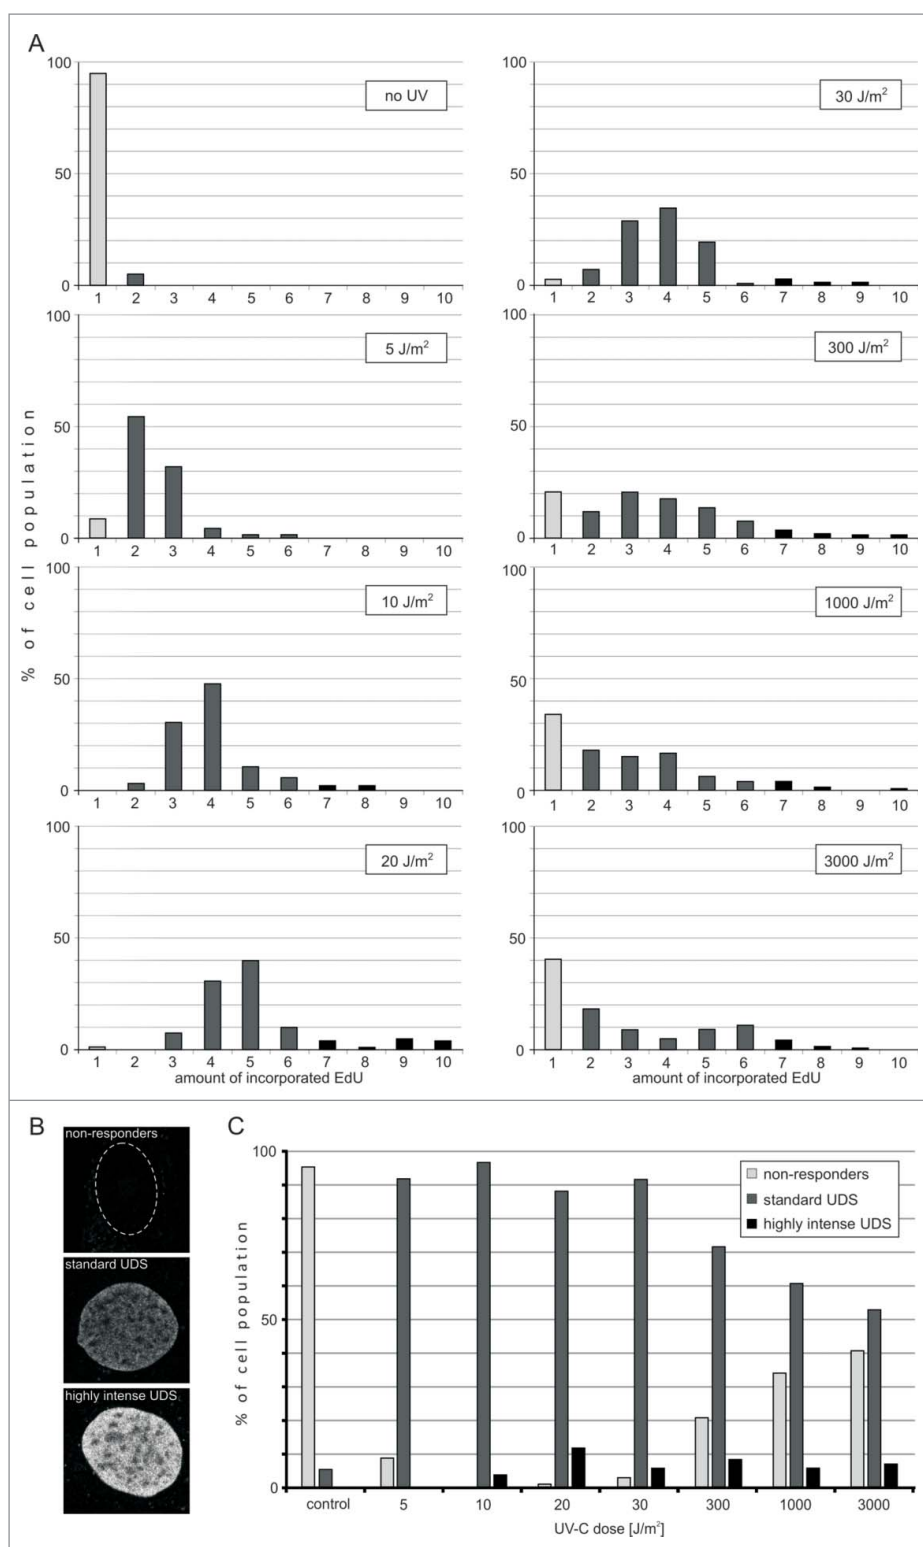 A
100
50
0
no UV
1 2 3 4 5 6 7 8 9 10
100
50
0
30 J/m²
1 2 3 4 5 6 7 8 9 10
100
50
0
5 J/m²
1 2 3 4 5 6 7 8 9 10
100
50
0
300 J/m²
1 2 3 4 5 6 7 8 9 10
% of cell population
100
50
0
10 J/m²
1 2 3 4 5 6 7 8 9 10
100
50
0
1000 J/m²
1 2 3 4 5 6 7 8 9 10
100
50
0
20 J/m²
1 2 3 4 5 6 7 8 9 10
amount of incorporated EdU
100
50
0
3000 J/m²
1 2 3 4 5 6 7 8 9 10
amount of incorporated EdU
B
non-responders
standard UDS
highly intense UDS
C
% of cell population
100
50
0
non-responders
standard UDS
highly intense UDS
control 5 10 20 30 300 1000 3000
UV-C dose [J/m²]